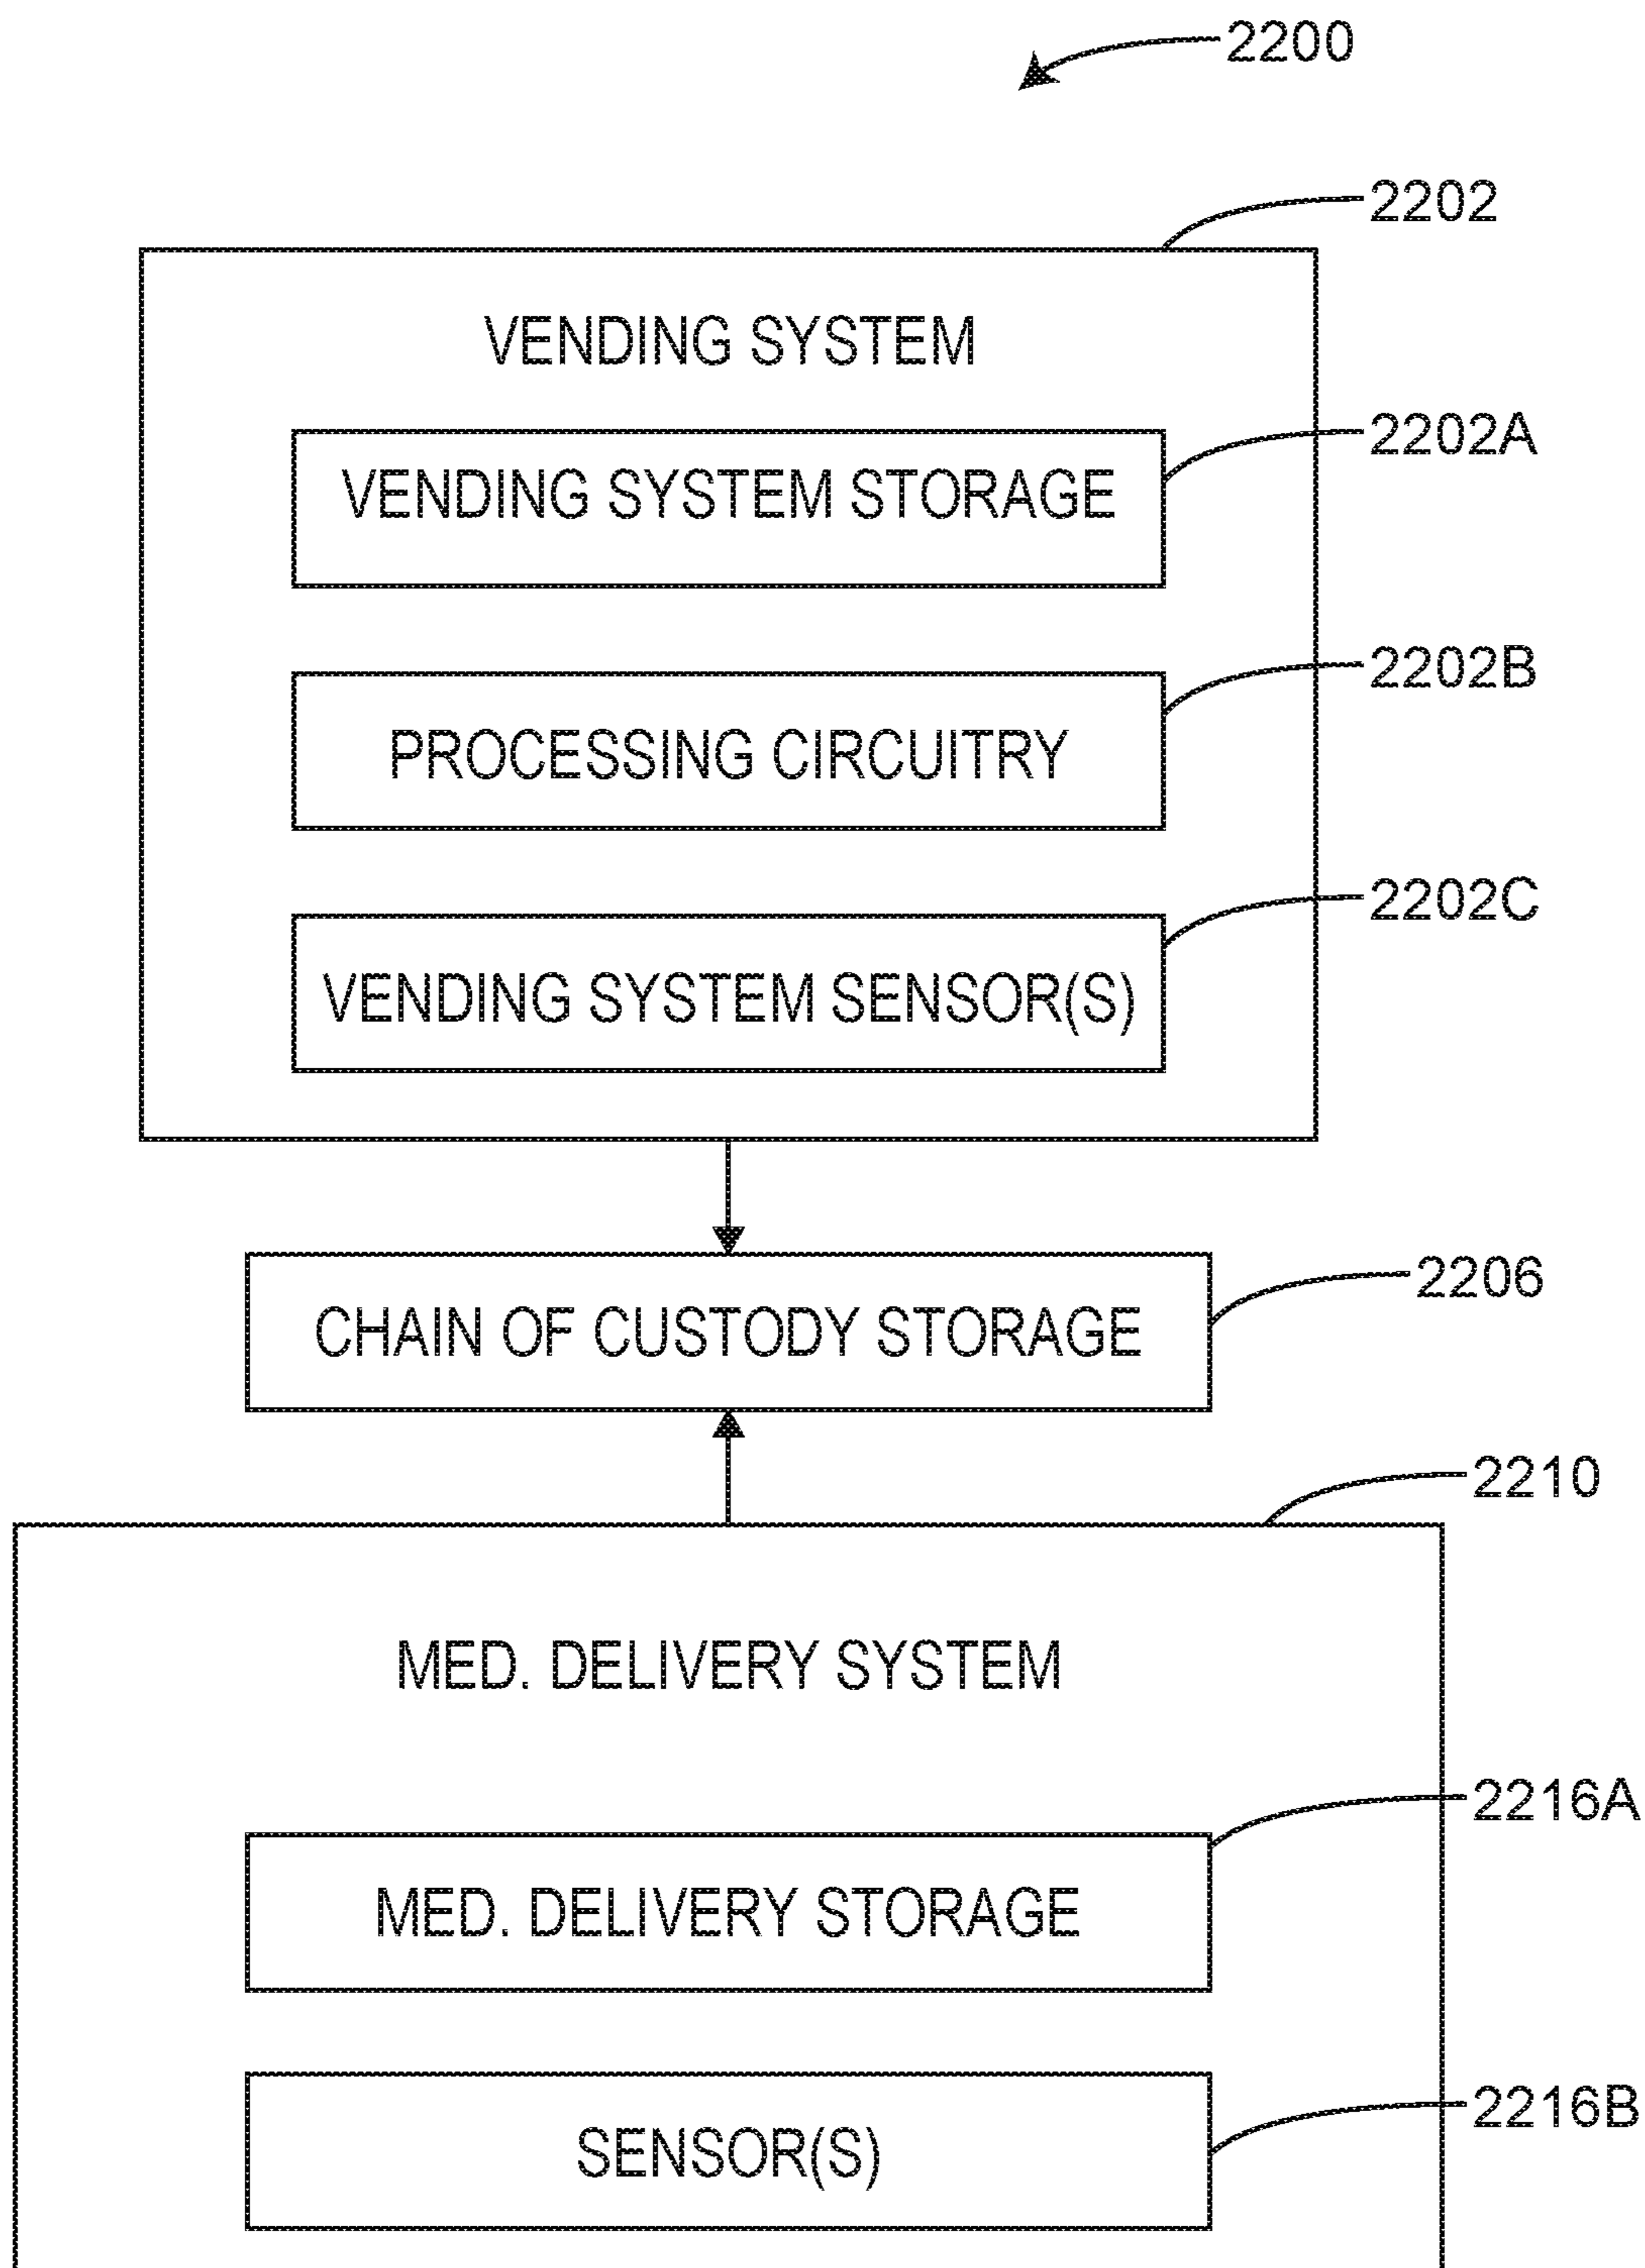 2200
2202
VENDING SYSTEM
2202A
VENDING SYSTEM STORAGE
2202B
PROCESSING CIRCUITRY
2202C
VENDING SYSTEM SENSOR(S)
2206
CHAIN OF CUSTODY STORAGE
2210
MED. DELIVERY SYSTEM
2216A
MED. DELIVERY STORAGE
2216B
SENSOR(S)